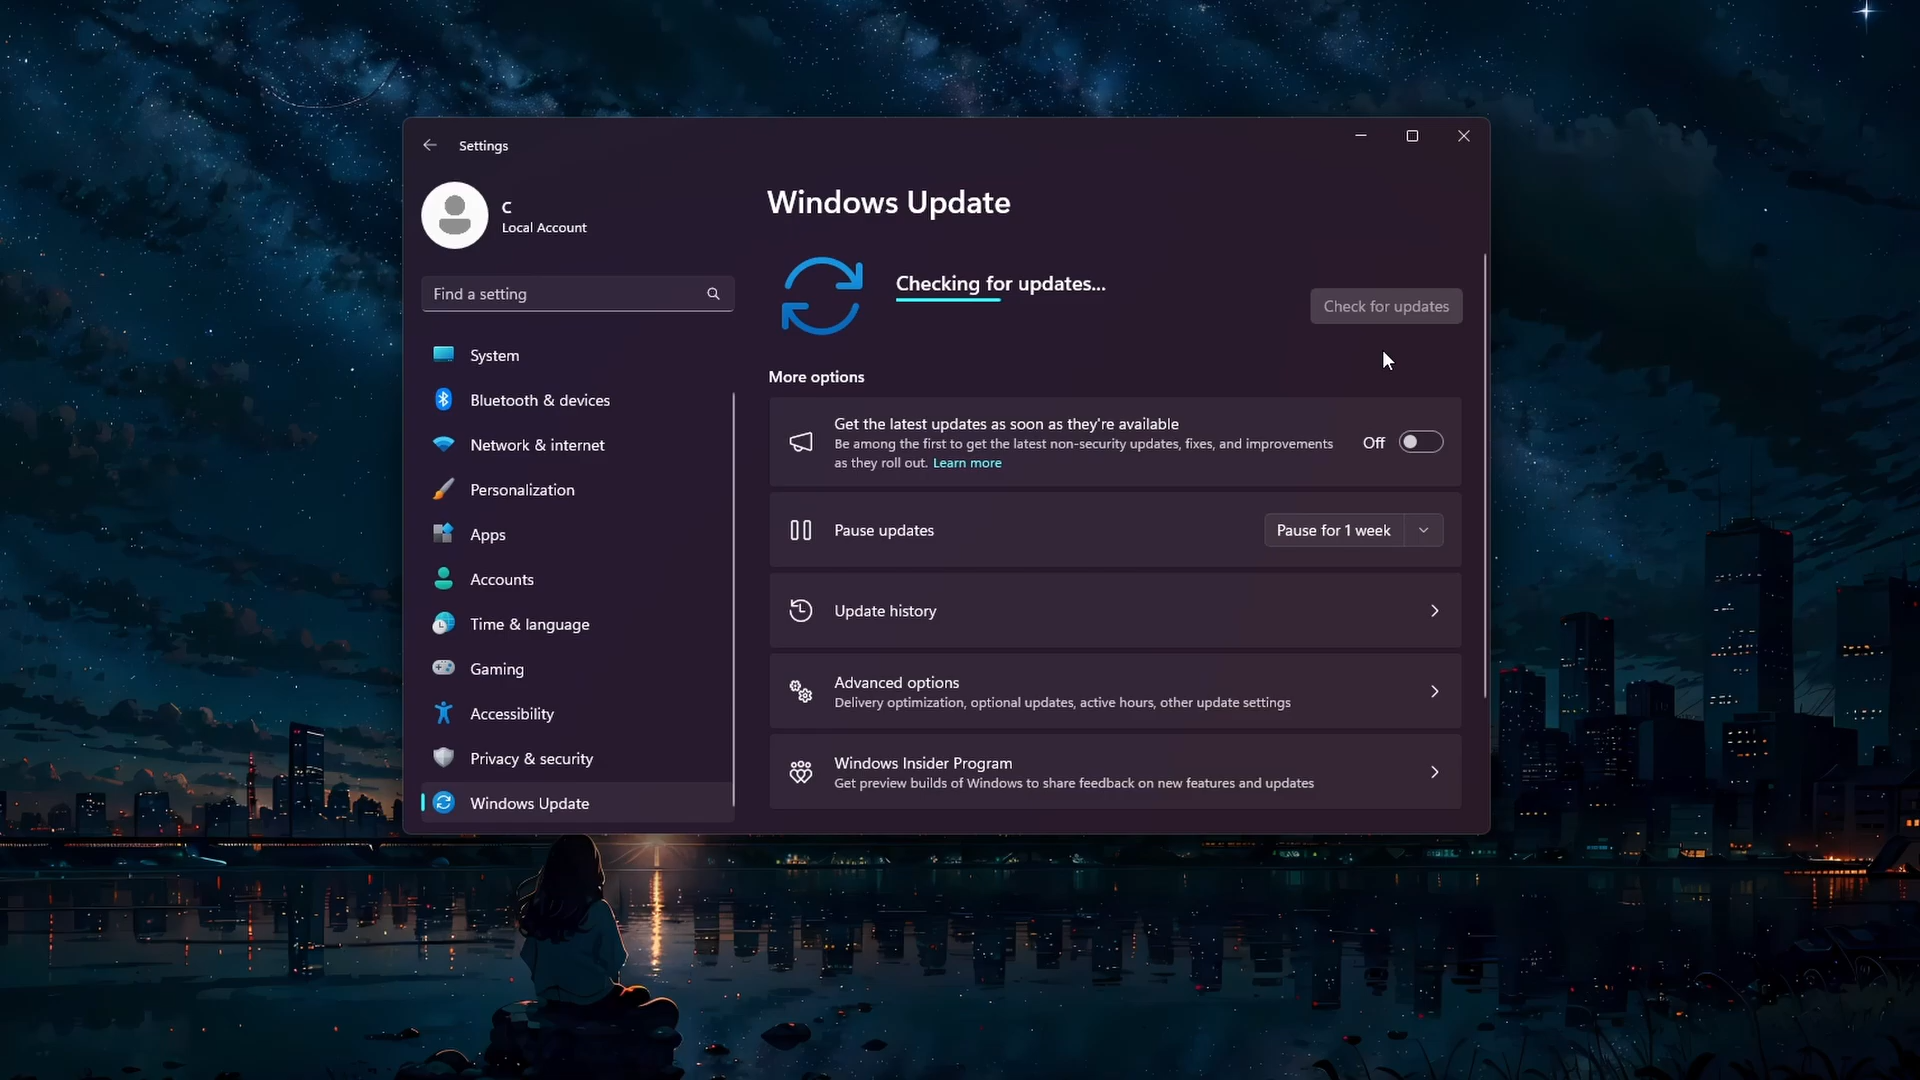 Settings
C
Local Account
Find a setting
System
Bluetooth & devices
Network & internet
Personalization
Apps
Accounts
Time & language
Gaming
Accessibility
Privacy & security
Windows Update
Windows Update
Checking for updates...
Check for updates
More options
Get the latest updates as soon as they're available
Be among the first to get the latest non-security updates, fixes, and improvements
as they roll out. Learn more
Off
Pause updates
Pause for 1 week
Update history
Advanced options
Delivery optimization, optional updates, active hours, other update settings
Windows Insider Program
Get preview builds of Windows to share feedback on new features and updates